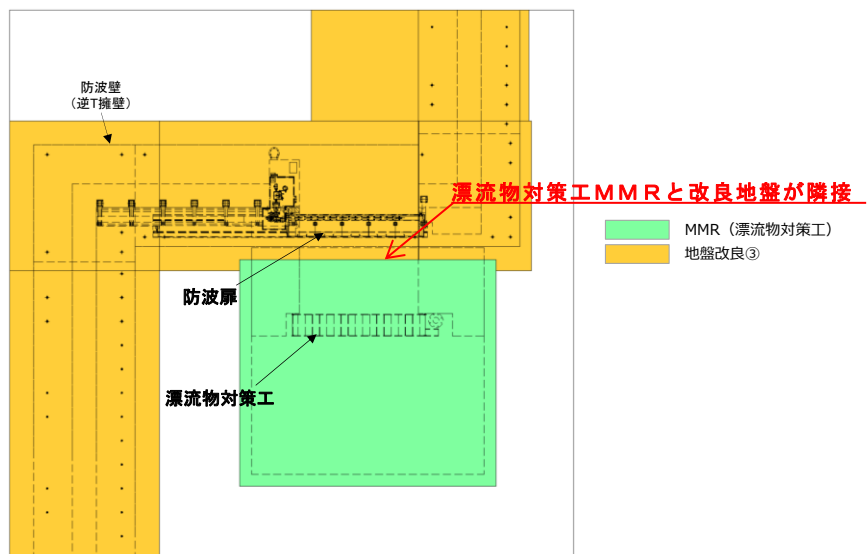 防波壁
（逆T擁壁）
漂流物対策工ＭＭＲと改良地盤が隣接
MMR（漂流物対策工）
地盤改良③
防波扉
漂流物対策工